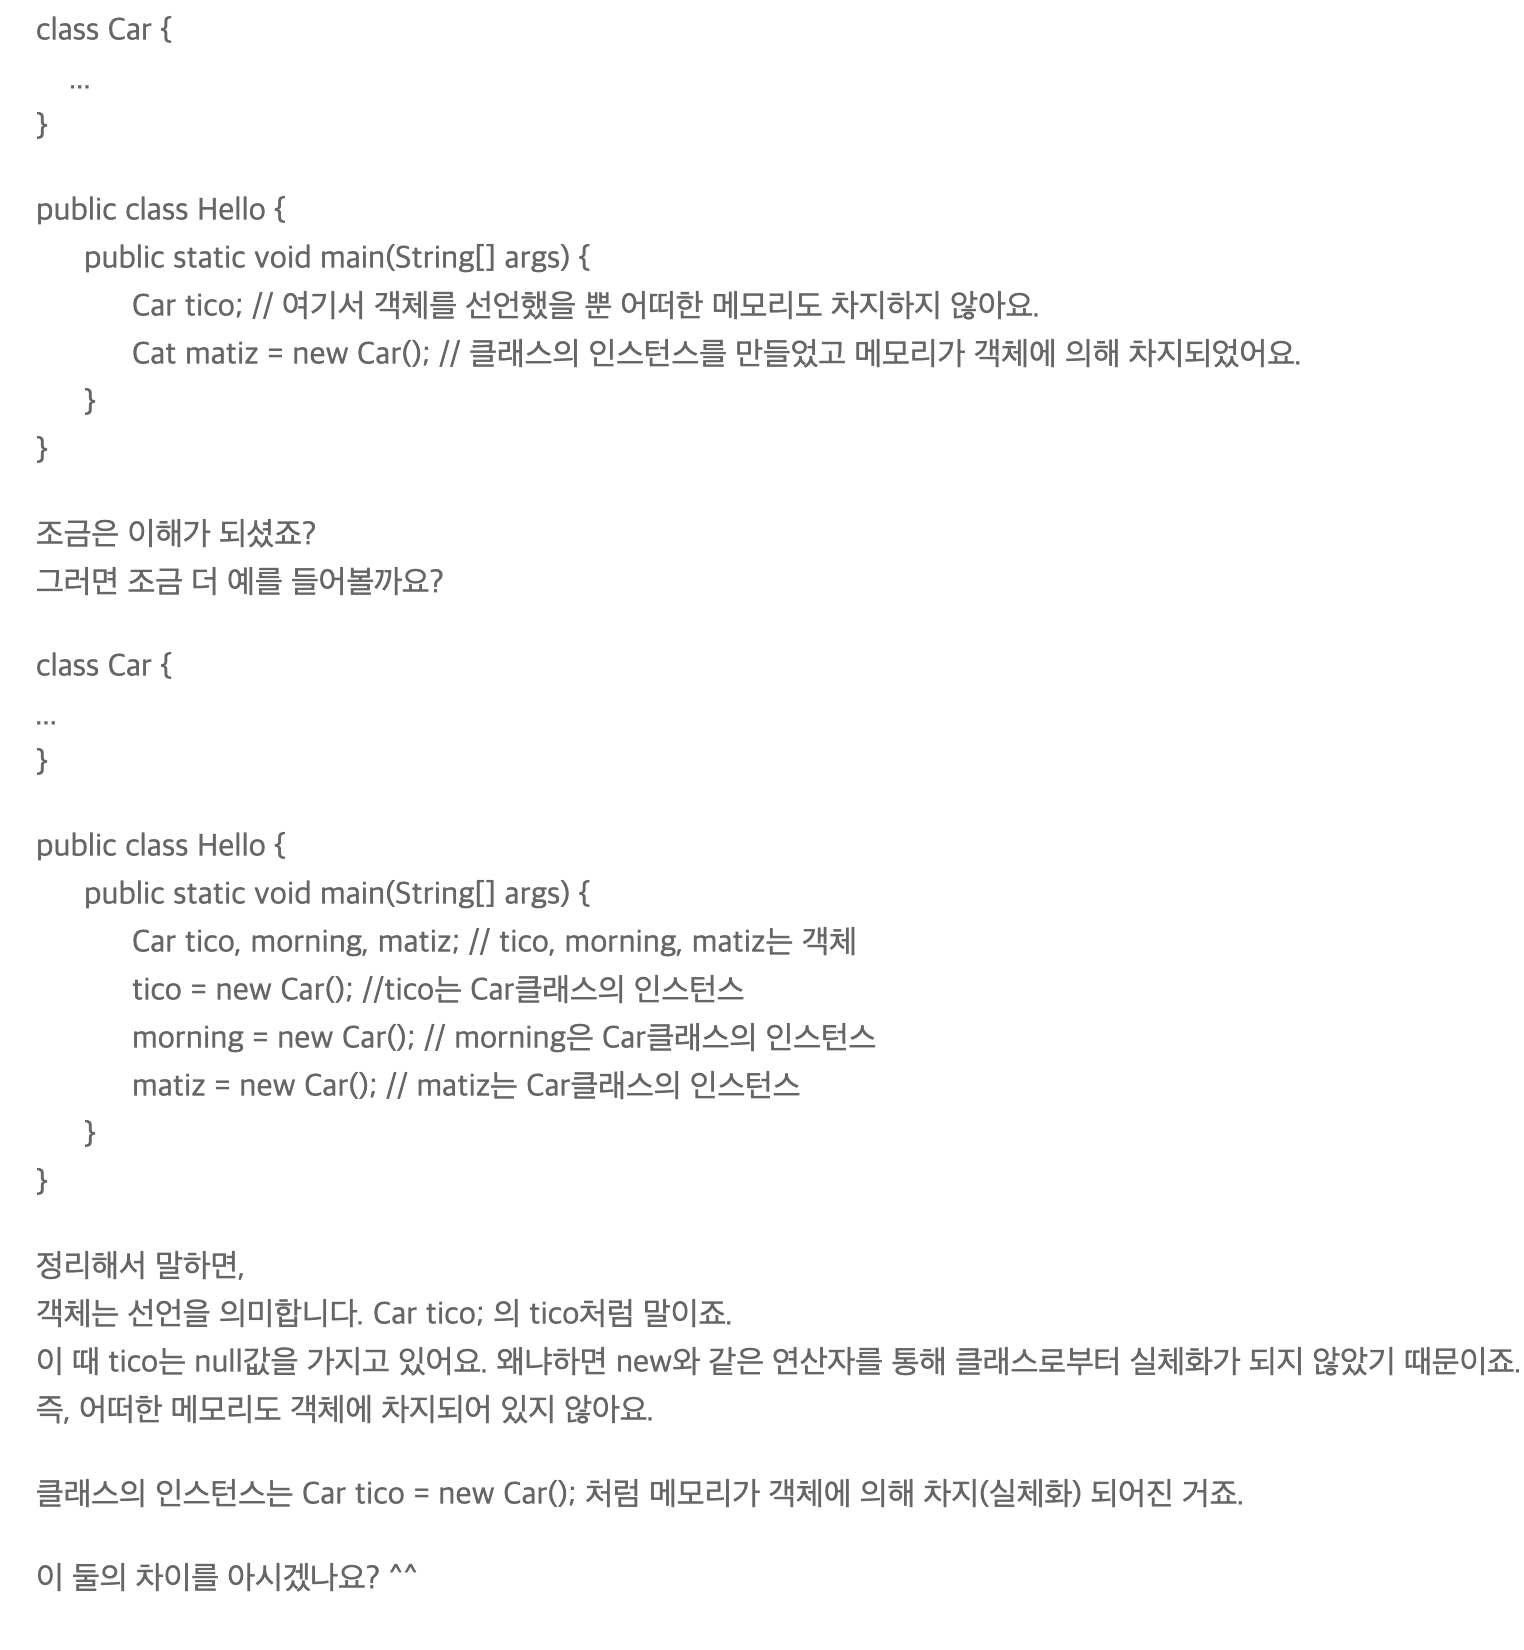 class Car {
...
}
public class Hello {
public static void main(String[] args) {
Car tico; // 여기서 객체를 선언했을 뿐 어떠한 메모리도 차지하지 않아요.
Cat matiz = new Car(); // 클래스의 인스턴스를 만들었고 메모리가 객체에 의해 차지되었어요.
}
}
조금은 이해가 되셨죠?
그러면 조금 더 예를 들어볼까요?
class Car {
...
}
public class Hello {
public static void main(String[] args) {
Car tico, morning, matiz; // tico, morning, matiz는 객체
tico = new Car(); //tico는 Car클래스의 인스턴스
morning = new Car(); // morning은 Car클래스의 인스턴스
matiz = new Car(); // matiz는 Car클래스의 인스턴스
}
}
정리해서 말하면,
객체는 선언을 의미합니다. Car tico; 의 tico처럼 말이죠.
이 때 tico는 null값을 가지고 있어요. 왜냐하면 new와 같은 연산자를 통해 클래스로부터 실체화가 되지 않았기 때문이죠.
즉, 어떠한 메모리도 객체에 차지되어 있지 않아요.
클래스의 인스턴스는 Car tico = new Car(); 처럼 메모리가 객체에 의해 차지(실체화) 되어진 거죠.
이 둘의 차이를 아시겠나요? ^^